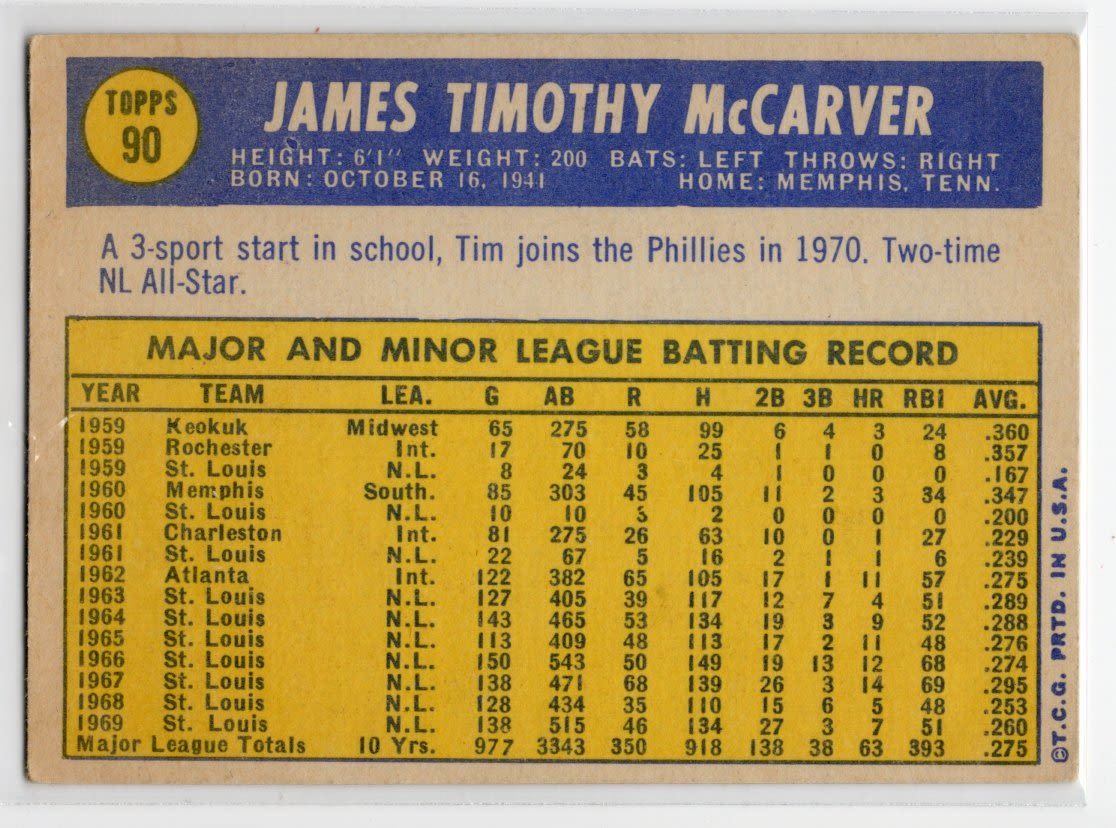 TOPPS
90
JAMES TIMOTHY McCARVER
HEIGHT: 6'1" WEIGHT: 200 BATS: LEFT THROWS: RIGHT
BORN: OCTOBER 16, 1941 HOME: MEMPHIS, TENN.
A 3-sport start in school, Tim joins the Phillies in 1970. Two-time
NL All-Star.
MAJOR AND MINOR LEAGUE BATTING RECORD
YEAR TEAM LEA. G AB R H 2B 3B HR RBI AVG.
1959 Keokuk Midwest 65 275 58 99 6 4 3 24 .360
1959 Rochester Int. 17 70 10 25 1 1 0 8 .357
1959 St. Louis N.L. 8 24 3 4 1 0 0 0 .167
1960 Memphis South. 85 303 45 105 11 2 3 34 .347
1960 St. Louis N.L. 10 10 3 2 0 0 0 0 .200
1961 Charleston Int. 81 275 26 63 10 0 1 27 .229
1961 St. Louis N.L. 22 67 5 16 2 1 1 6 .239
1962 Atlanta Int. 122 382 65 105 17 1 11 57 .275
1963 St. Louis N.L. 127 405 39 117 12 7 4 51 .289
1964 St. Louis N.L. 143 465 53 134 19 3 9 52 .288
1965 St. Louis N.L. 113 409 48 113 17 2 11 48 .276
1966 St. Louis N.L. 150 543 50 149 19 13 12 68 .274
1967 St. Louis N.L. 138 471 68 139 26 3 14 69 .295
1968 St. Louis N.L. 128 434 35 110 15 6 5 48 .253
1969 St. Louis N.L. 138 515 46 134 27 3 7 51 .260
Major League Totals 10 Yrs. 977 3343 350 918 138 38 63 393 .275
©T.C.G. PRTD. IN U.S.A.